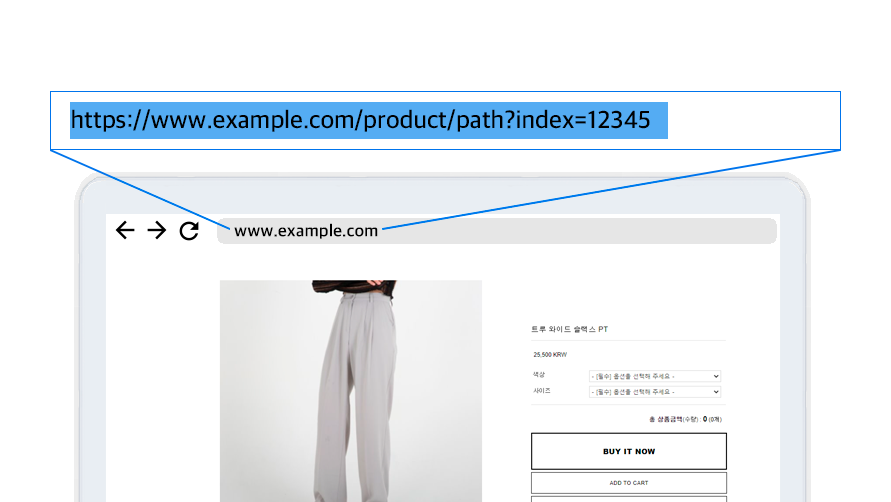 https://www.example.com/product/path?index=12345
www.example.com
트루 와이드 슬랙스 PT
25,500 KRW
색상 - [필수] 옵션을 선택해 주세요 -
사이즈 - [필수] 옵션을 선택해 주세요 -
총 상품금액(수량) : 0 (0개)
BUY IT NOW
ADD TO CART